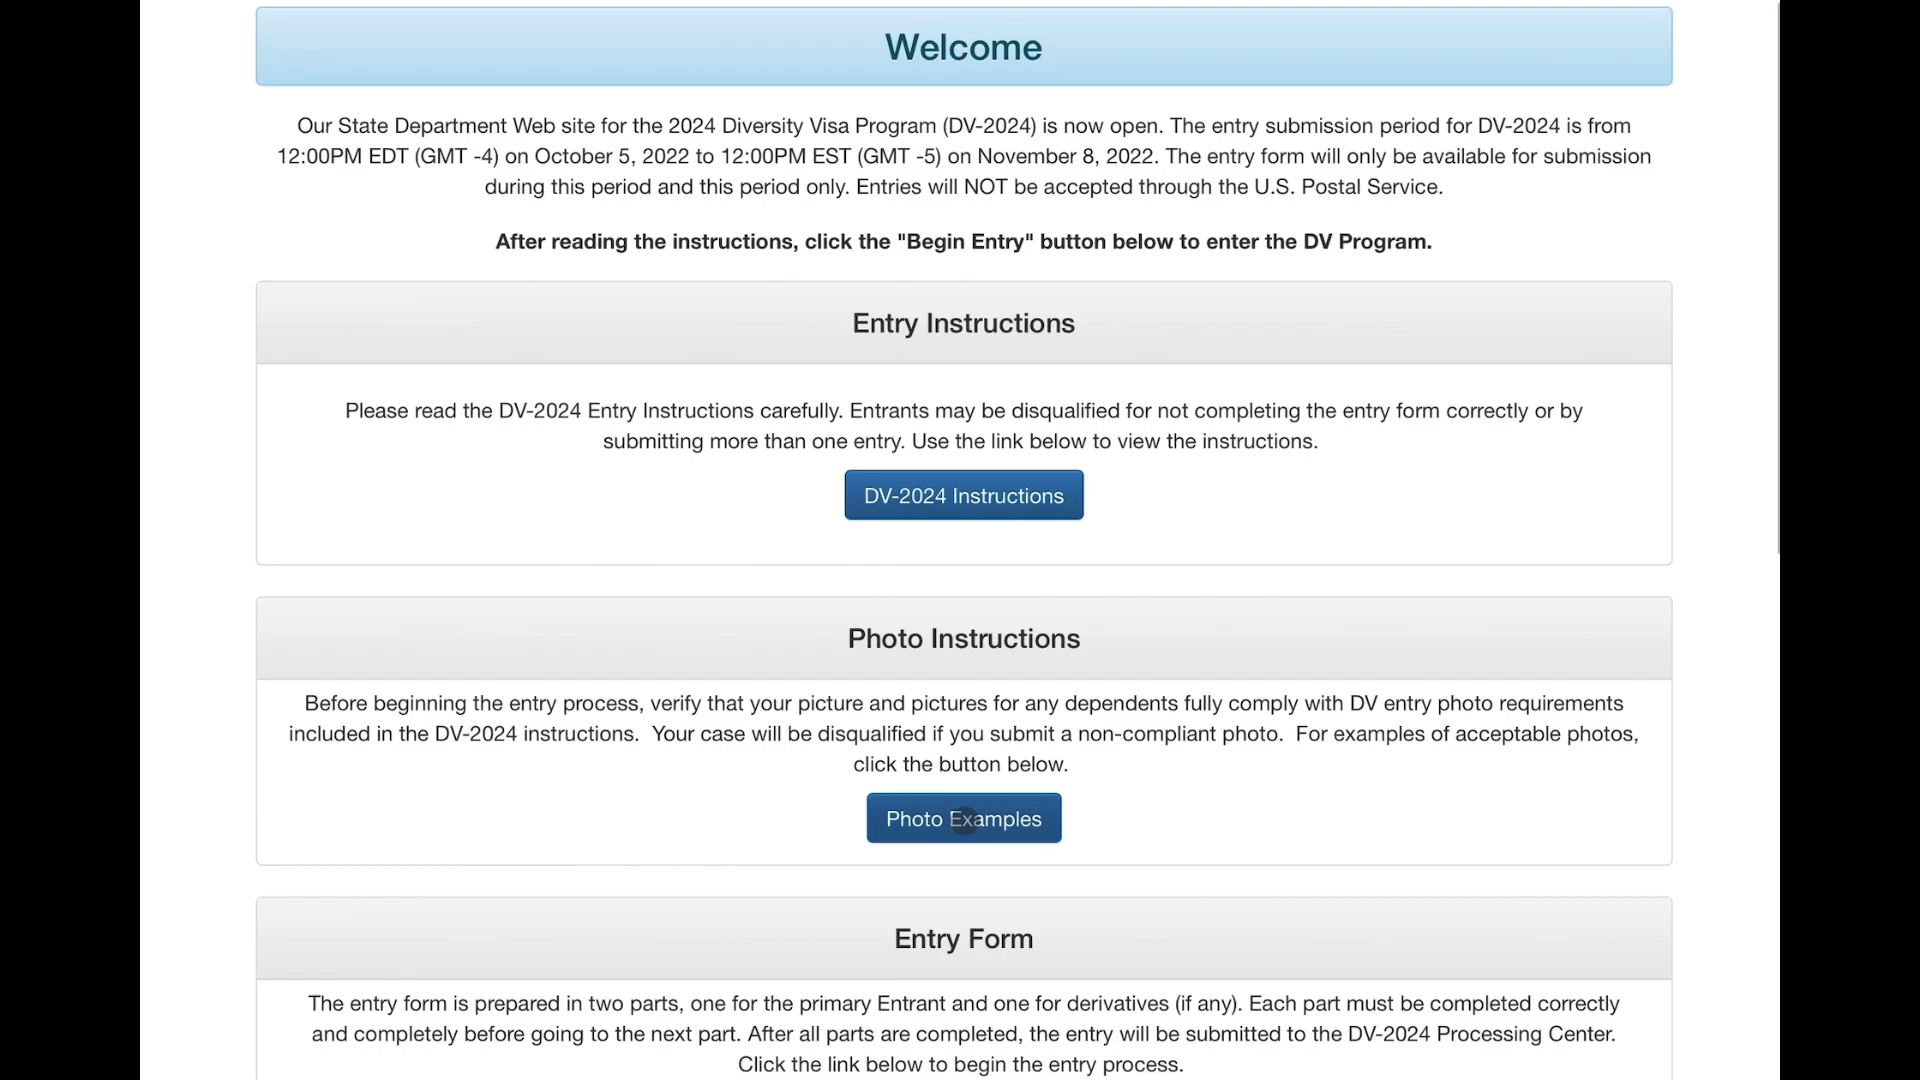 Welcome
Our State Department Web site for the 2024 Diversity Visa Program (DV-2024) is now open. The entry submission period for DV-2024 is from
12:00PM EDT (GMT -4) on October 5, 2022 to 12:00PM EST (GMT -5) on November 8, 2022. The entry form will only be available for submission
during this period and this period only. Entries will NOT be accepted through the U.S. Postal Service.
After reading the instructions, click the "Begin Entry" button below to enter the DV Program.
Entry Instructions
Please read the DV-2024 Entry Instructions carefully. Entrants may be disqualified for not completing the entry form correctly or by
submitting more than one entry. Use the link below to view the instructions.
DV-2024 Instructions
Photo Instructions
Before beginning the entry process, verify that your picture and pictures for any dependents fully comply with DV entry photo requirements
included in the DV-2024 instructions.  Your case will be disqualified if you submit a non-compliant photo.  For examples of acceptable photos,
click the button below.
Photo Examples
Entry Form
The entry form is prepared in two parts, one for the primary Entrant and one for derivatives (if any). Each part must be completed correctly
and completely before going to the next part. After all parts are completed, the entry will be submitted to the DV-2024 Processing Center.
Click the link below to begin the entry process.